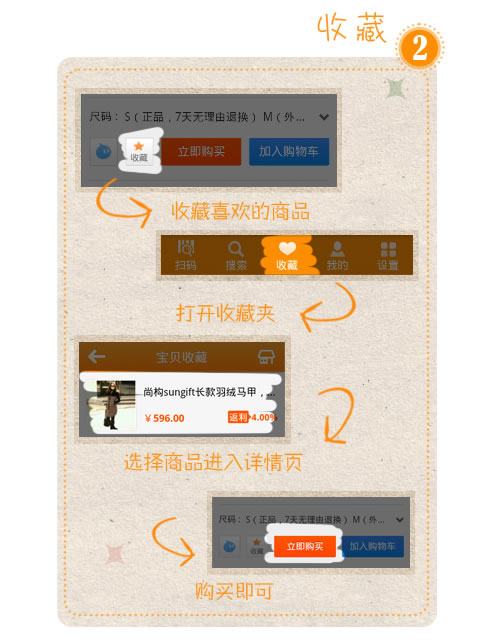 收藏
2
尺码：S（正品，7天无理由退换） M（外...
收藏
立即购买
加入购物车
收藏喜欢的商品
扫码
搜索
收藏
我的
设置
打开收藏夹
宝贝收藏
尚构sungift长款羽绒马甲，...
￥596.00
返利
4.00%
选择商品进入详情页
尺码：S（正品，7天无理由退换） M（外...
收藏
立即购买
加入购物车
购买即可